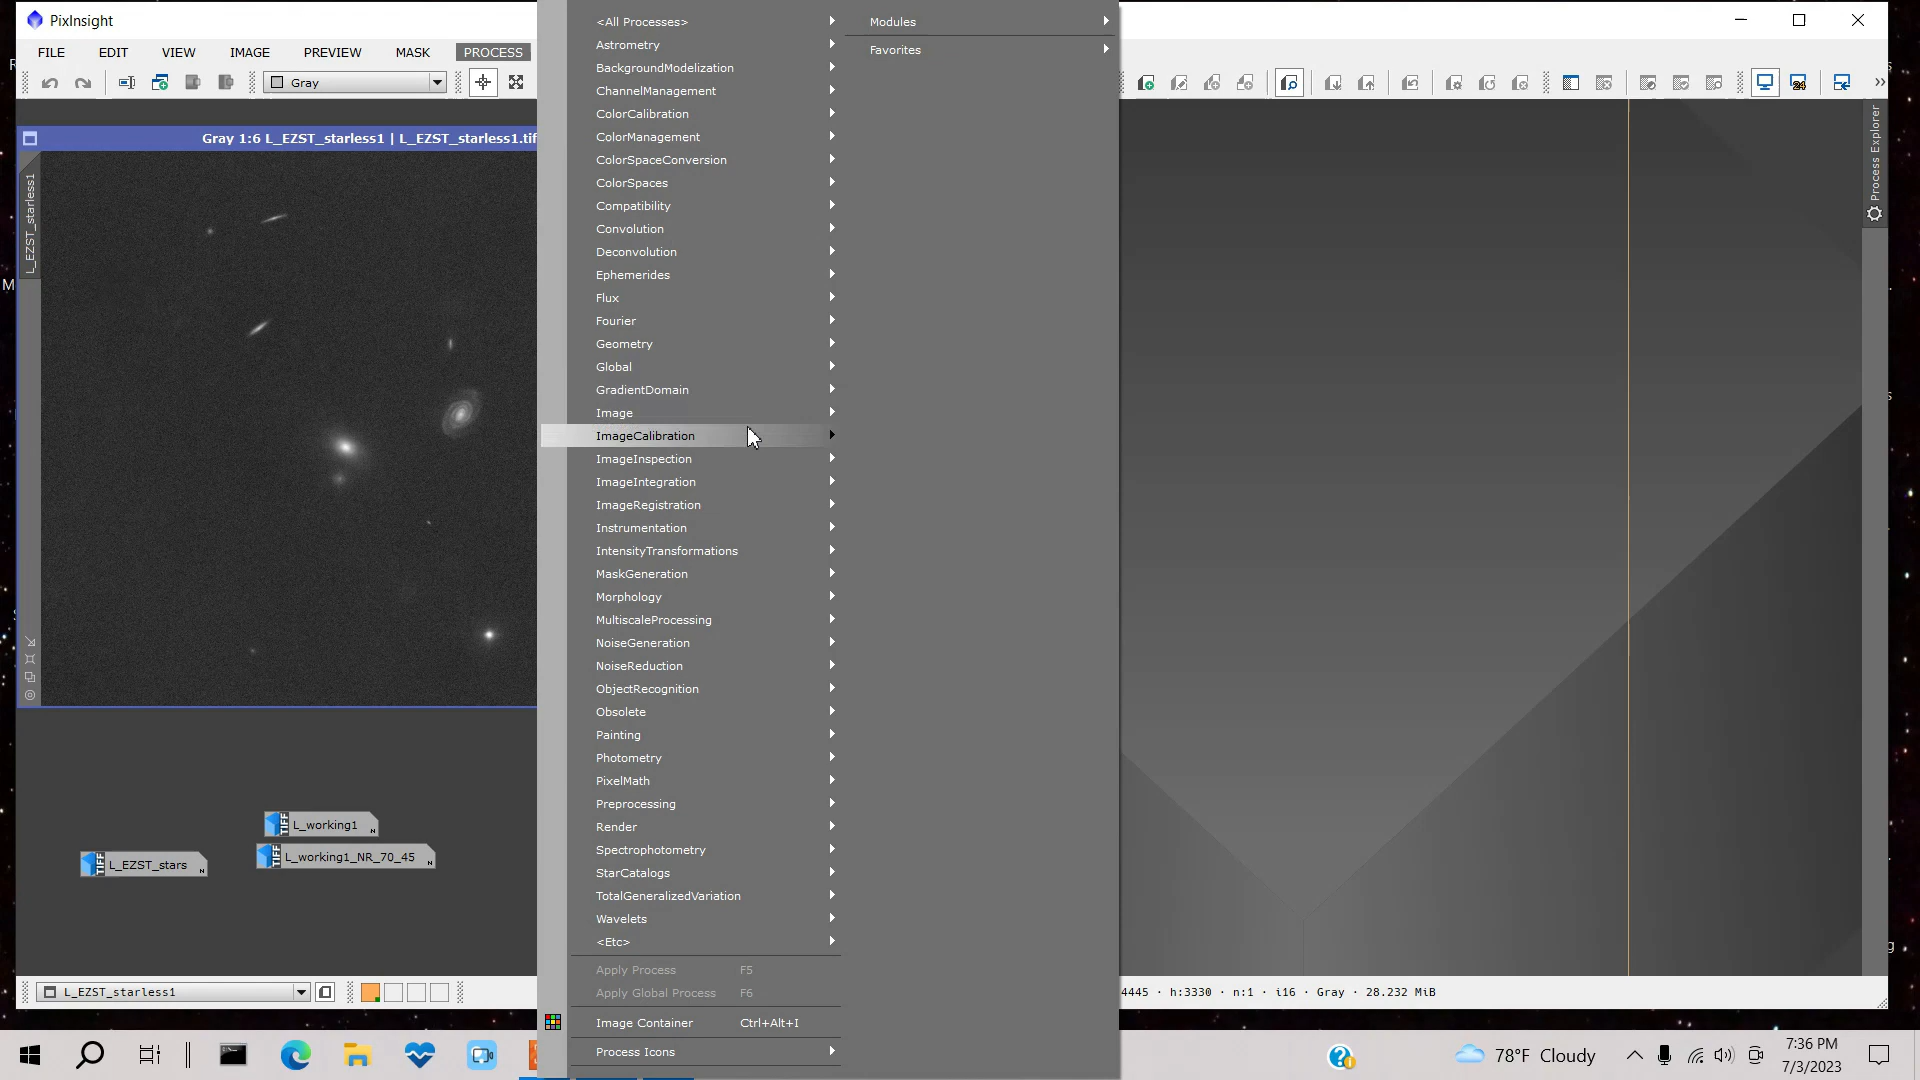 PixInsight
FILE EDIT VIEW IMAGE PREVIEW MASK PROCESS
Gray
Gray 1:6 L_EZST_starless1 | L_EZST_starless1.tif
L_EZST_starless1
L_working1
L_working1_NR_70_45
L_EZST_stars
TIFF
TIFF
TIFF
L_EZST_starless1
<All Processes>
Astrometry
BackgroundModelization
ChannelManagement
ColorCalibration
ColorManagement
ColorSpaceConversion
ColorSpaces
Compatibility
Convolution
Deconvolution
Ephemerides
Flux
Fourier
Geometry
Global
GradientDomain
Image
ImageCalibration
ImageInspection
ImageIntegration
ImageRegistration
Instrumentation
IntensityTransformations
MaskGeneration
Morphology
MultiscaleProcessing
NoiseGeneration
NoiseReduction
ObjectRecognition
Obsolete
Painting
Photometry
PixelMath
Preprocessing
Render
Spectrophotometry
StarCatalogs
TotalGeneralizedVariation
Wavelets
<Etc>
Apply Process F5
Apply Global Process F6
Image Container Ctrl+Alt+I
Process Icons
Modules
Favorites
24
Process Explorer
4445 · h:3330 · n:1 · i16 · Gray · 28.232 MiB
78°F Cloudy
7:36 PM
7/3/2023